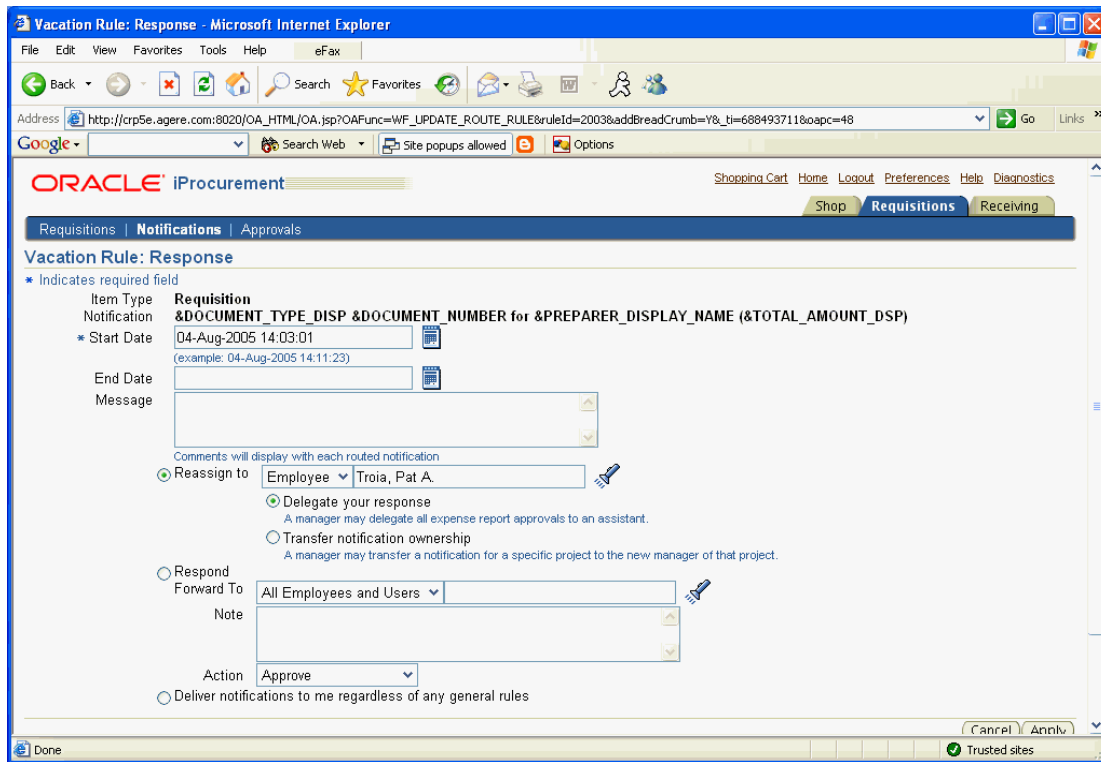 Vacation Rule: Response - Microsoft Internet Explorer
File Edit View Favorites Tools Help eFax
Back Search Favorites
Address http://crp5e.agere.com:8020/OA_HTML/OA.jsp?OAFunc=WF_UPDATE_ROUTE_RULE&ruleId=2003&addBreadCrumb=Y&_ti=688493711&oapc=48 Go Links »
Google Search Web Site popups allowed Options
ORACLE iProcurement Shopping Cart Home Logout Preferences Help Diagnostics
Shop Requisitions Receiving
Requisitions | Notifications | Approvals
Vacation Rule: Response
* Indicates required field
Item Type Requisition
Notification &DOCUMENT_TYPE_DISP &DOCUMENT_NUMBER for &PREPARER_DISPLAY_NAME (&TOTAL_AMOUNT_DSP)
* Start Date 04-Aug-2005 14:03:01
(example: 04-Aug-2005 14:11:23)
End Date
Message
Comments will display with each routed notification
Reassign to Employee Troia, Pat A.
Delegate your response
A manager may delegate all expense report approvals to an assistant.
Transfer notification ownership
A manager may transfer a notification for a specific project to the new manager of that project.
Respond
Forward To All Employees and Users
Note
Action Approve
Deliver notifications to me regardless of any general rules
Cancel Apply
Done Trusted sites